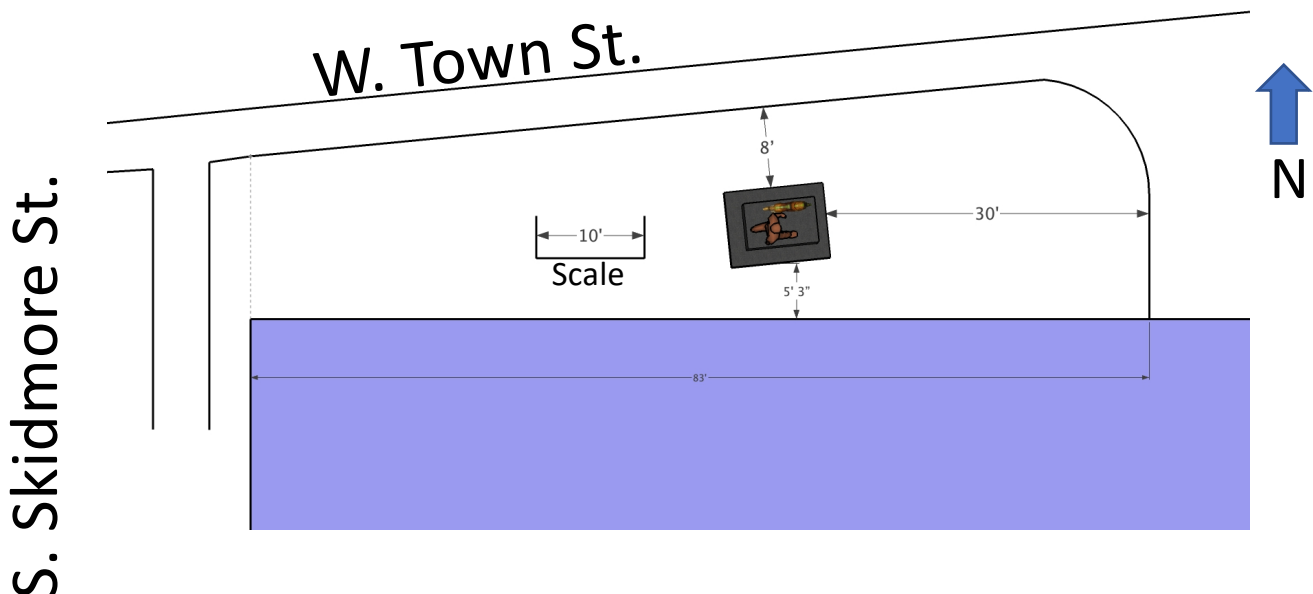 W. Town St.
8'
N
S. Skidmore St.
30'
10'
Scale
5' 3"
83'